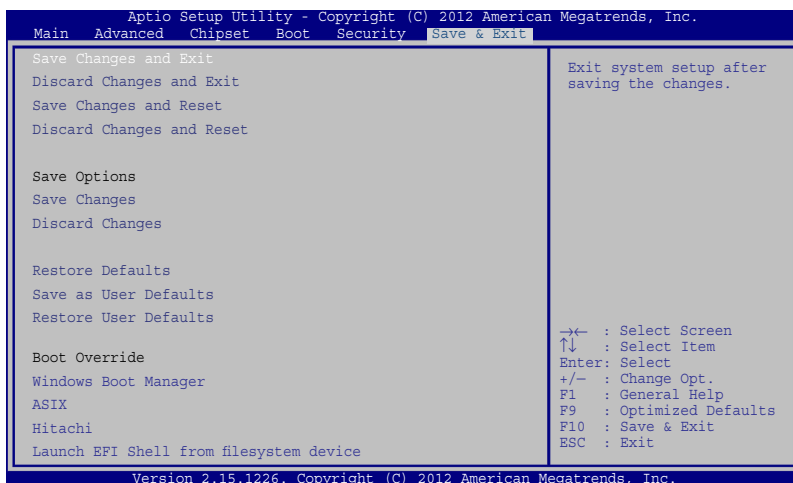 Aptio Setup Utility - Copyright (C) 2012 American Megatrends, Inc.
Main Advanced Chipset Boot Security Save & Exit
Save Changes and Exit
Discard Changes and Exit
Save Changes and Reset
Discard Changes and Reset
Save Options
Save Changes
Discard Changes
Restore Defaults
Save as User Defaults
Restore User Defaults
Boot Override
Windows Boot Manager
ASIX
Hitachi
Launch EFI Shell from filesystem device
Exit system setup after
saving the changes.
→← : Select Screen
↑↓ : Select Item
Enter: Select
+/— : Change Opt.
F1 : General Help
F9 : Optimized Defaults
F10 : Save & Exit
ESC : Exit
Version 2.15.1226. Copyright (C) 2012 American Megatrends, Inc.